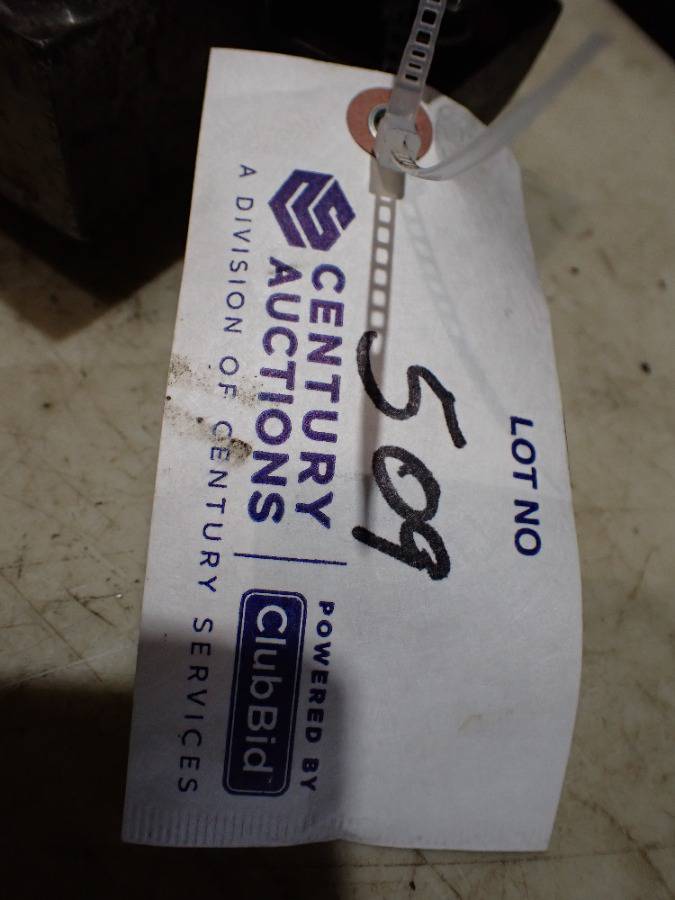 LOT NO
509
CENTURY
AUCTIONS
POWERED BY
ClubBid
A DIVISION OF CENTURY SERVICES